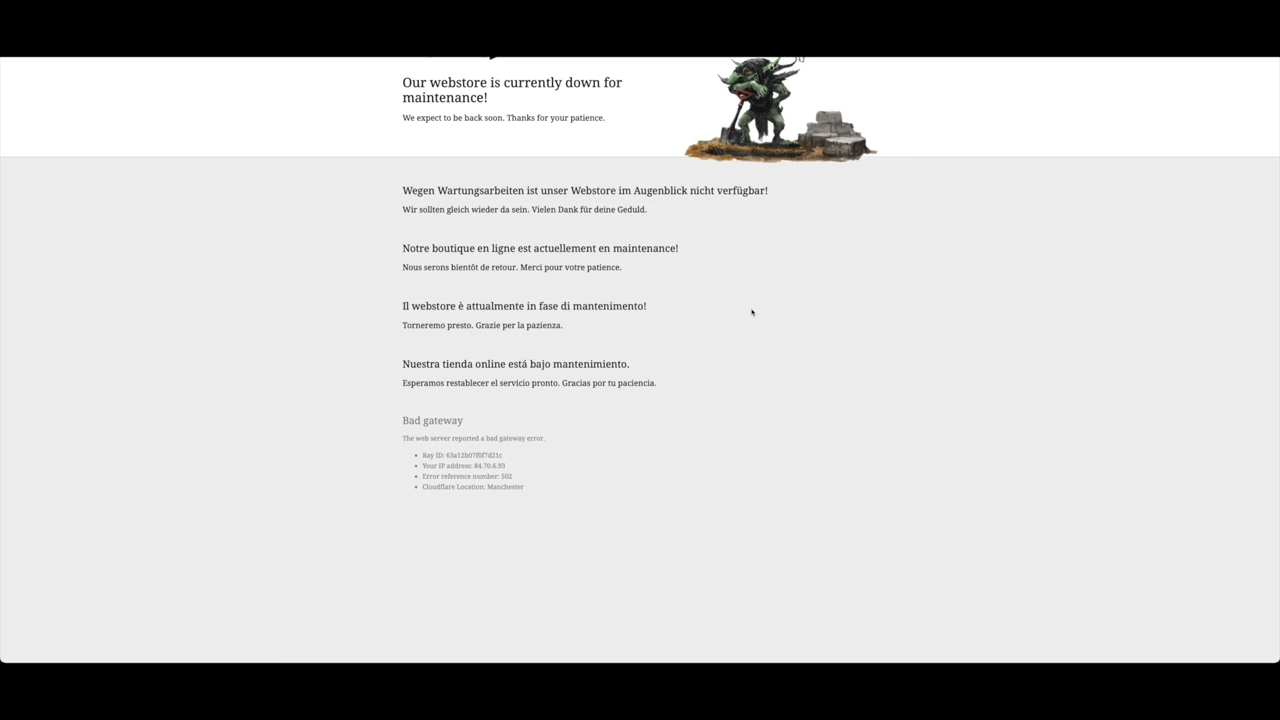 Our webstore is currently down for
maintenance!
We expect to be back soon. Thanks for your patience.
Wegen Wartungsarbeiten ist unser Webstore im Augenblick nicht verfügbar!
Wir sollten gleich wieder da sein. Vielen Dank für deine Geduld.
Notre boutique en ligne est actuellement en maintenance!
Nous serons bientôt de retour. Merci pour votre patience.
Il webstore è attualmente in fase di mantenimento!
Torneremo presto. Grazie per la pazienza.
Nuestra tienda online está bajo mantenimiento.
Esperamos restablecer el servicio pronto. Gracias por tu paciencia.
Bad gateway
The web server reported a bad gateway error.
• Ray ID: 63a12b07f0f7d21c
• Your IP address: 84.70.6.93
• Error reference number: 502
• Cloudflare Location: Manchester